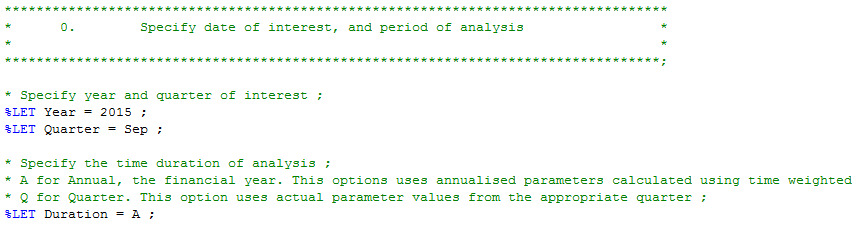 ***********************************************************************************
* 0. Specify date of interest, and period of analysis *
* *
**********************************************************************************;
* Specify year and quarter of interest ;
%LET Year = 2015 ;
%LET Quarter = Sep ;
* Specify the time duration of analysis ;
* A for Annual, the financial year. This options uses annualised parameters calculated using time weighted
* Q for Quarter. This option uses actual parameter values from the appropriate quarter ;
%LET Duration = A ;